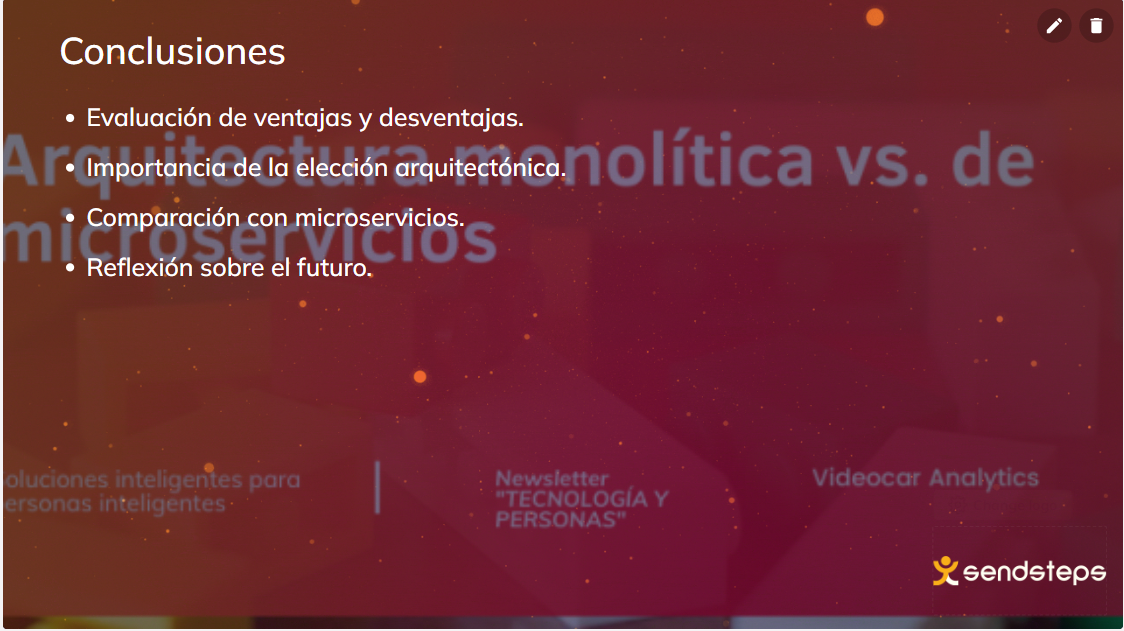 Conclusiones
• Evaluación de ventajas y desventajas.
• Importancia de la elección arquitectónica.
• Comparación con microservicios.
• Reflexión sobre el futuro.
Arquitectura monolítica vs. de
microservicios
oluciones inteligentes para
ersonas inteligentes
Newsletter
"TECNOLOGÍA Y
PERSONAS"
Videocar Analytics
sendsteps